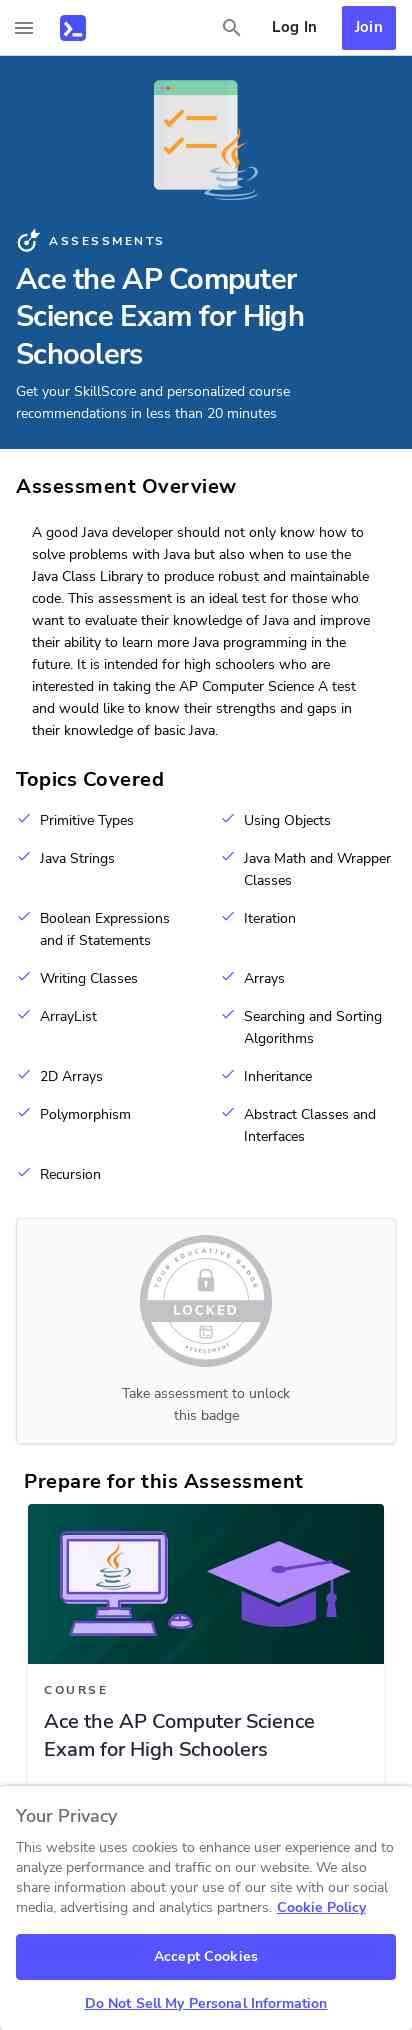 Log In
Join
ASSESSMENTS
Ace the AP Computer
Science Exam for High
Schoolers
Get your SkillScore and personalized course
recommendations in less than 20 minutes
Assessment Overview
A good Java developer should not only know how to
solve problems with Java but also when to use the
Java Class Library to produce robust and maintainable
code. This assessment is an ideal test for those who
want to evaluate their knowledge of Java and improve
their ability to learn more Java programming in the
future. It is intended for high schoolers who are
interested in taking the AP Computer Science A test
and would like to know their strengths and gaps in
their knowledge of basic Java.
Topics Covered
Primitive Types
Using Objects
Java Strings
Java Math and Wrapper
Classes
Boolean Expressions
and if Statements
Iteration
Writing Classes
Arrays
ArrayList
Searching and Sorting
Algorithms
2D Arrays
Inheritance
Polymorphism
Abstract Classes and
Interfaces
Recursion
YOUR EDUCATIVE BADGE
LOCKED
ASSESSMENT
Take assessment to unlock
this badge
Prepare for this Assessment
COURSE
Ace the AP Computer Science
Exam for High Schoolers
Your Privacy
This website uses cookies to enhance user experience and to
analyze performance and traffic on our website. We also
share information about your use of our site with our social
media, advertising and analytics partners. Cookie Policy
Accept Cookies
Do Not Sell My Personal Information